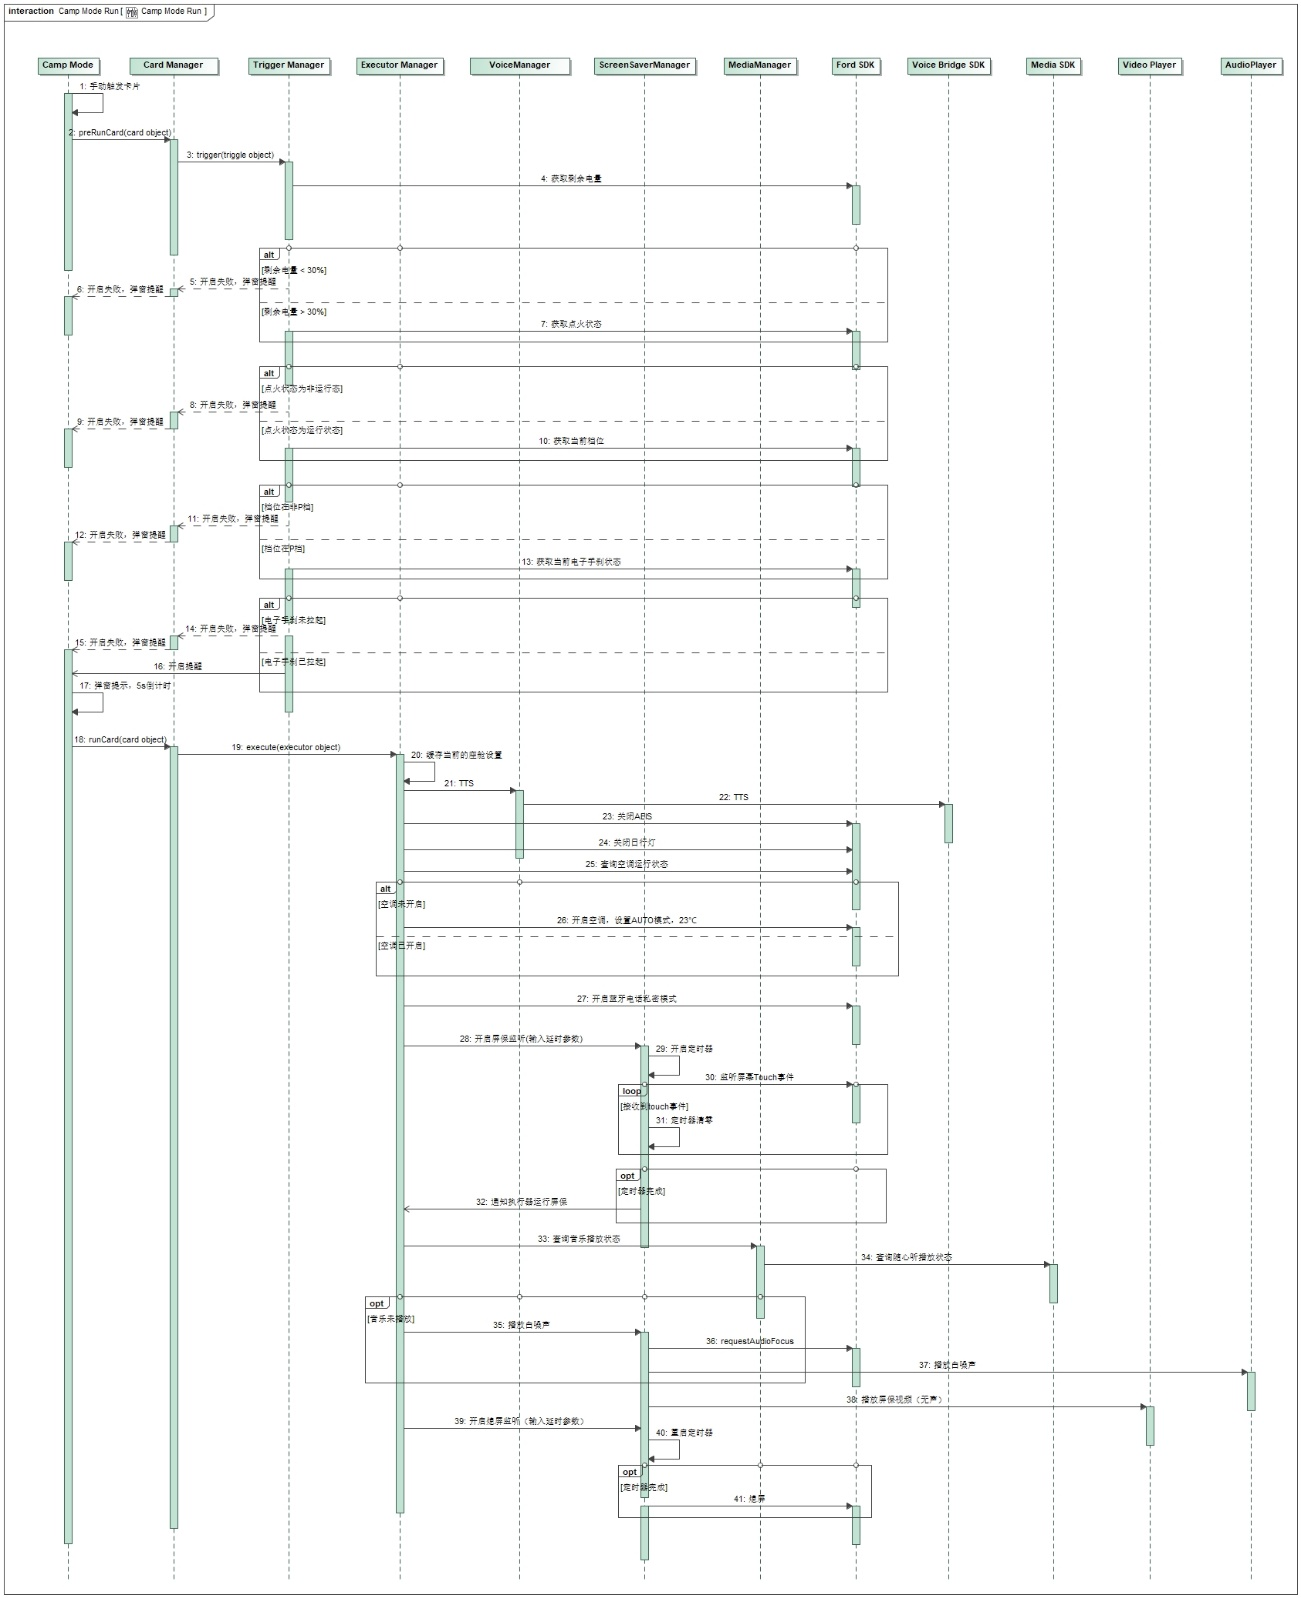 interaction Camp Mode Run [ Camp Mode Run ]
Camp Mode
Card Manager
Trigger Manager
Executor Manager
VoiceManager
ScreenSaverManager
MediaManager
Ford SDK
Voice Bridge SDK
Media SDK
Video Player
AudioPlayer
1: 手动触发卡片
2: preRunCard(card object)
3: trigger(triggle object)
4: 获取剩余电量
alt
[剩余电量 < 30%]
5: 开启失败，弹窗提醒
6: 开启失败，弹窗提醒
[剩余电量 > 30%]
7: 获取点火状态
alt
[点火状态为非运行态]
8: 开启失败，弹窗提醒
9: 开启失败，弹窗提醒
[点火状态为运行状态]
10: 获取当前档位
alt
[档位在非P档]
11: 开启失败，弹窗提醒
12: 开启失败，弹窗提醒
[档位在P档]
13: 获取当前电子手刹状态
alt
[电子手刹未拉起]
14: 开启失败，弹窗提醒
15: 开启失败，弹窗提醒
[电子手刹已拉起]
16: 开启提醒
17: 弹窗提示，5s倒计时
18: runCard(card object)
19: execute(executor object)
20: 缓存当前的座舱设置
21: TTS
22: TTS
23: 关闭ABS
24: 关闭日行灯
25: 查询空调运行状态
alt
[空调未开启]
26: 开启空调，设置AUTO模式，23℃
[空调已开启]
27: 开启蓝牙电话私密模式
28: 开启屏保监听(输入延时参数)
29: 开启定时器
30: 监听屏幕Touch事件
loop
[接收到touch事件]
31: 定时器清零
opt
[定时器完成]
32: 通知执行器运行屏保
33: 查询音乐播放状态
34: 查询随心听播放状态
opt
[音乐未播放]
35: 播放白噪声
36: requestAudioFocus
37: 播放白噪声
38: 播放屏保视频（无声）
39: 开启熄屏监听（输入延时参数）
40: 重启定时器
opt
[定时器完成]
41: 熄屏